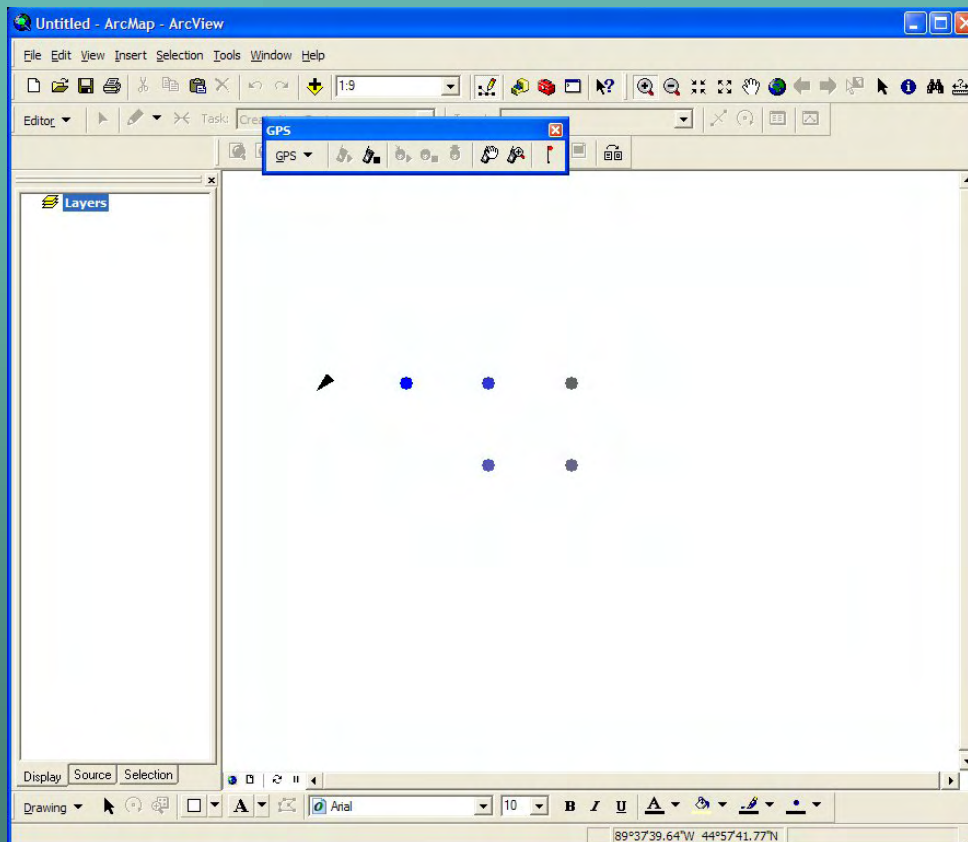 Untitled - ArcMap - ArcView
File Edit View Insert Selection Tools Window Help
1:9
Editor Task:
GPS
GPS
Layers
Display Source Selection
Drawing A Arial 10 B I U A
89°37'39.64"W 44°57'41.77"N